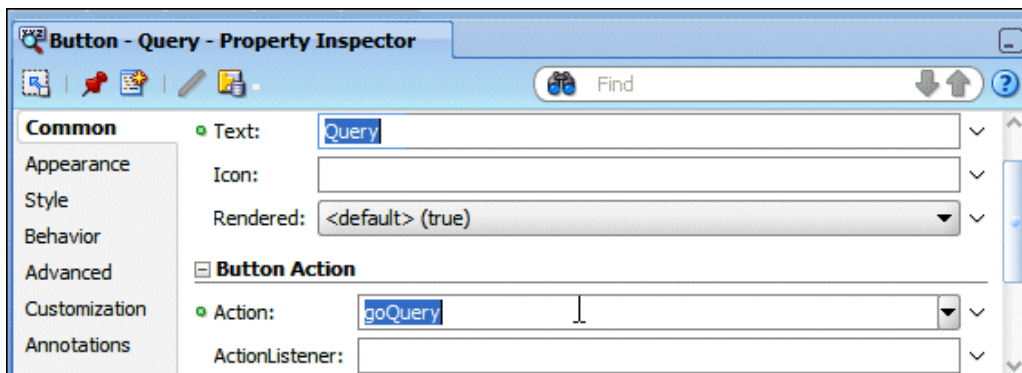 Button - Query - Property Inspector
Find
Common
Text: Query
Appearance
Icon:
Style
Rendered: <default> (true)
Behavior
Advanced
Button Action
Customization
Action: goQuery
Annotations
ActionListener: